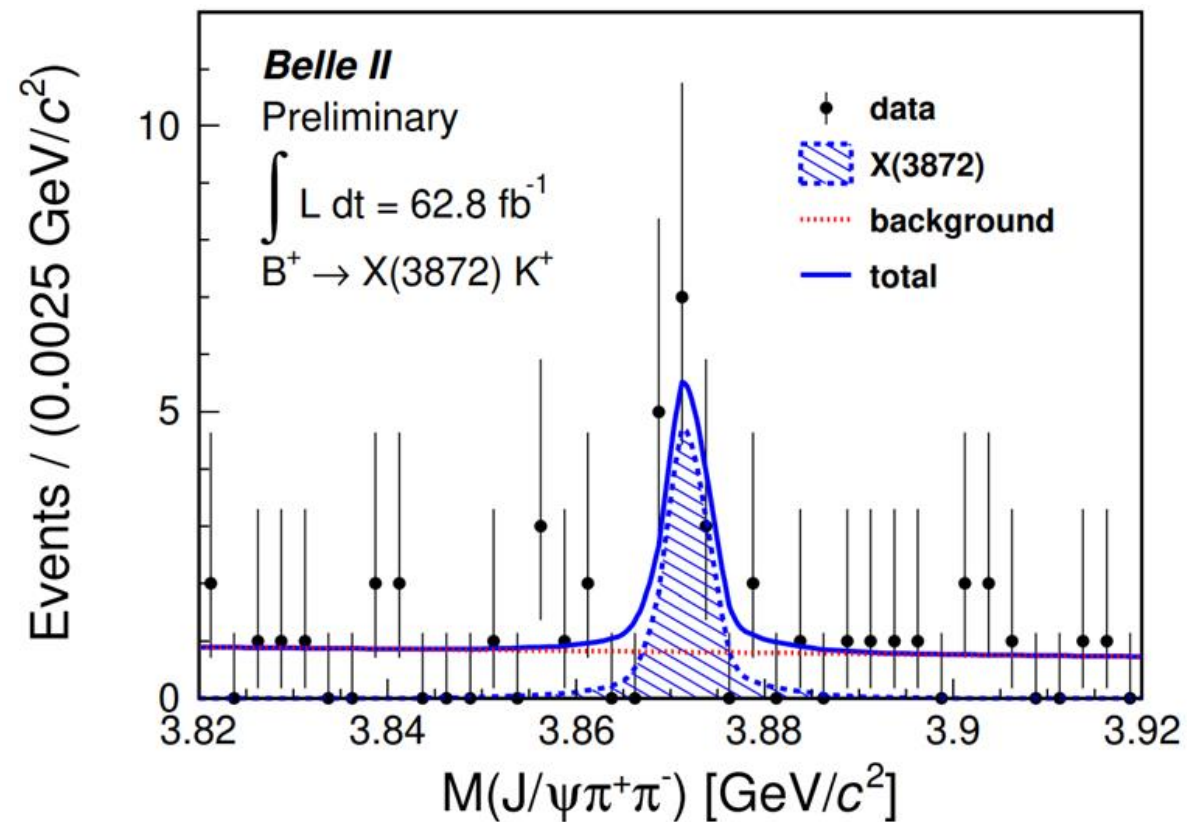 Events / (0.0025 GeV/c²)
10
5
0
Belle II
Preliminary
∫ L dt = 62.8 fb⁻¹
B⁺ → X(3872) K⁺
data
X(3872)
background
total
3.82 3.84 3.86 3.88 3.9 3.92
M(J/ψπ⁺π⁻) [GeV/c²]